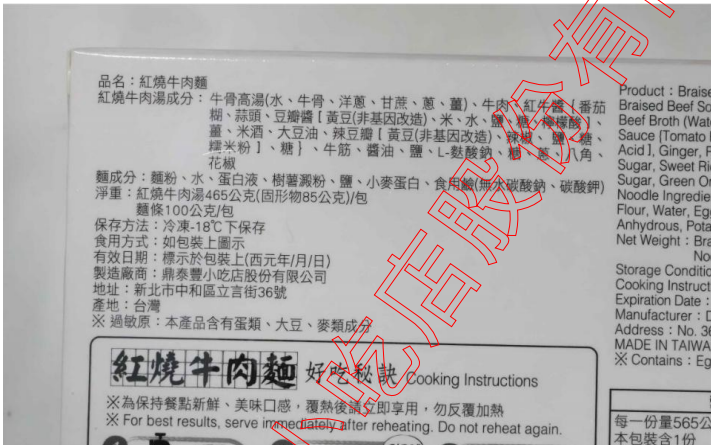 品名：紅燒牛肉麵
紅燒牛肉湯成分：牛骨高湯(水、牛骨、洋蔥、甘蔗、蔥、薑)、牛肉、紅牛醬【番茄
糊、蒜頭、豆瓣醬〔黃豆(非基因改造)、米、水、鹽、糖、檸檬酸〕、
薑、米酒、大豆油、辣豆瓣〔黃豆(非基因改造)、辣椒、鹽、糖
糯米粉〕、糖}、牛筋、醬油、鹽、L-麩酸鈉、糖、蔥、八角、
花椒
麵成分：麵粉、水、蛋白液、樹薯澱粉、鹽、小麥蛋白、食用鹼(無水碳酸鈉、碳酸鉀)
淨重：紅燒牛肉湯465公克(固形物85公克)/包
麵條100公克/包
保存方法：冷凍-18℃下保存
食用方式：如包裝上圖示
有效日期：標示於包裝上(西元年/月/日)
製造廠商：鼎泰豐小吃店股份有限公司
地址：新北市中和區立言街36號
產地：台灣
※ 過敏原：本產品含有蛋類、大豆、麥類成分
紅燒牛肉麵 好吃秘訣 Cooking Instructions
※為保持餐點新鮮、美味口感，覆熱後請立即享用，勿反覆加熱
※ For best results, serve immediately after reheating. Do not reheat again.
Product : Brais
Braised Beef So
Beef Broth (Wat
Sauce [Tomato
Acid ], Ginger,
Sugar, Sweet Ri
Sugar, Green O
Noodle Ingredie
Flour, Water, Eg
Anhydrous, Pota
Net Weight : Bra
No
Storage Conditio
Cooking Instruct
Expiration Date :
Manufacturer : D
Address : No. 36
MADE IN TAIWA
※ Contains : Eg
每一份量565公
本包裝含1份
小吃店股份有